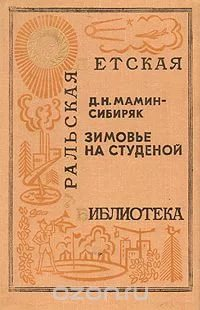 РАЛЬСКАЯ
ЕТСКАЯ
Д.Н.МАМИН-
СИБИРЯК
ЗИМОВЬЕ
НА СТУДЕНОЙ
ИБЛИОТЕКА
ozon.ru